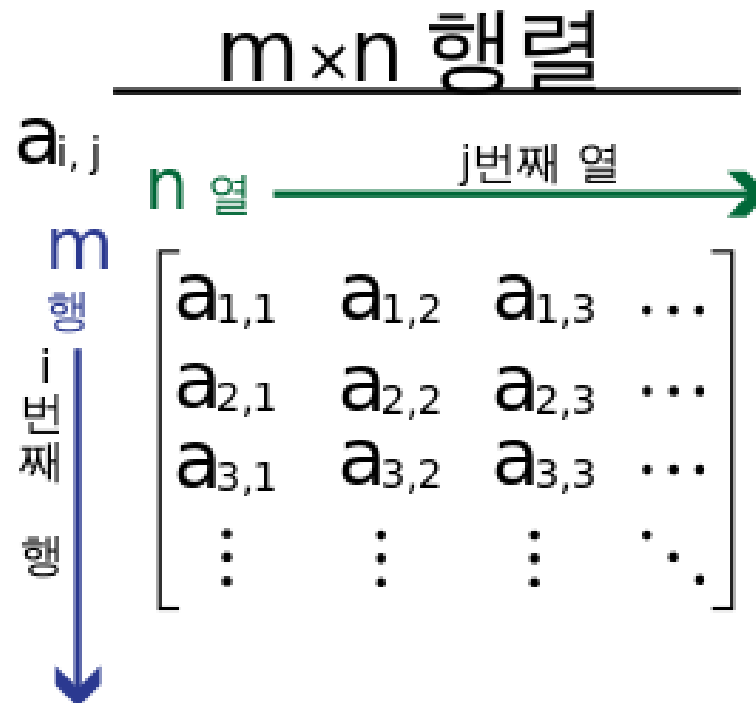 m×n 행렬
a i, j
n 열
j번째 열
m
행
i번째 행
a1,1 a1,2 a1,3 ···
a2,1 a2,2 a2,3 ···
a3,1 a3,2 a3,3 ···
⋮ ⋮ ⋮ ⋱